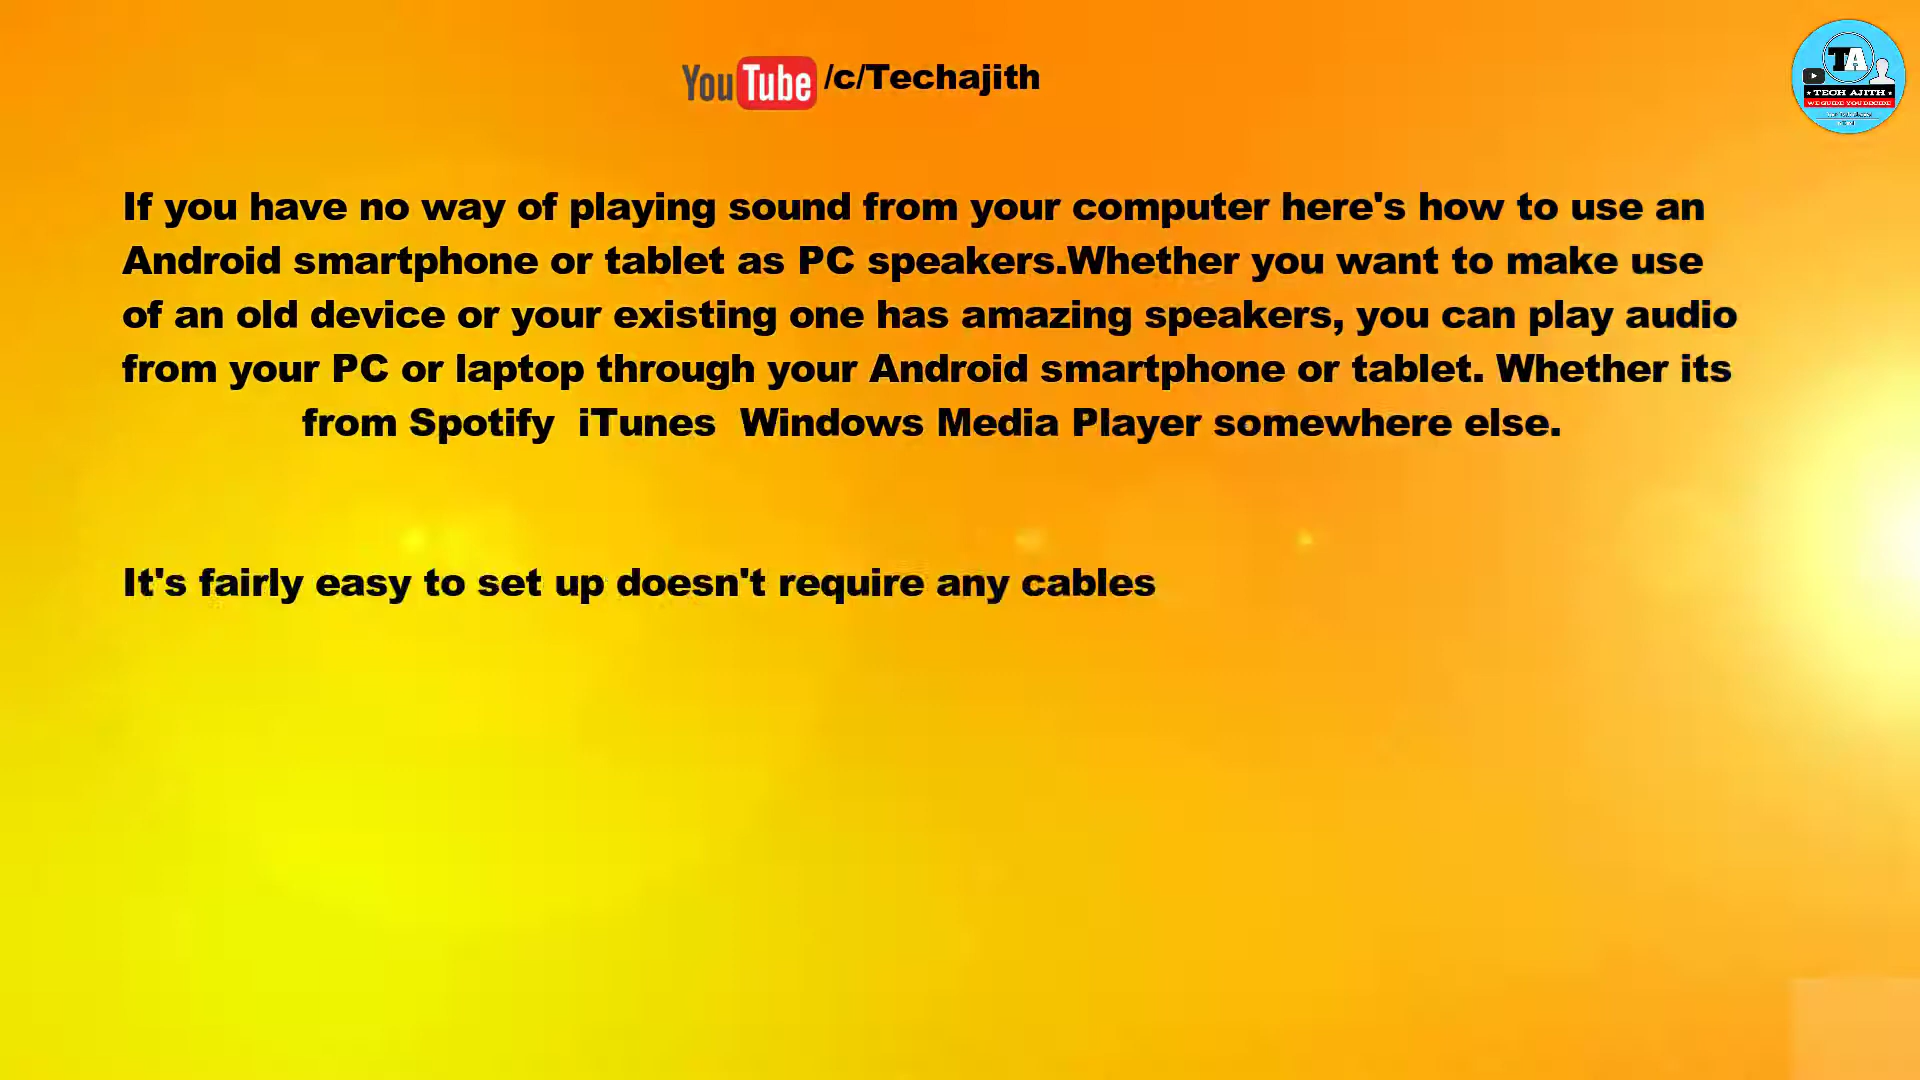 YouTube /c/Techajith
TA
TECH AJITH
WE GUIDE YOU DECIDE
If you have no way of playing sound from your computer here's how to use an
Android smartphone or tablet as PC speakers.Whether you want to make use
of an old device or your existing one has amazing speakers, you can play audio
from your PC or laptop through your Android smartphone or tablet. Whether its
from Spotify  iTunes  Windows Media Player somewhere else.
It's fairly easy to set up doesn't require any cables